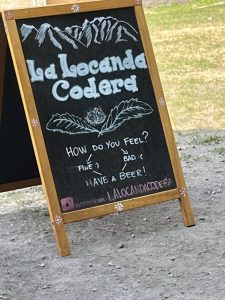 La Locanda
Codera
HOW DO YOU FEEL?
FINE :) BAD :(
HAVE A BEER!
LALOCANDACODERA